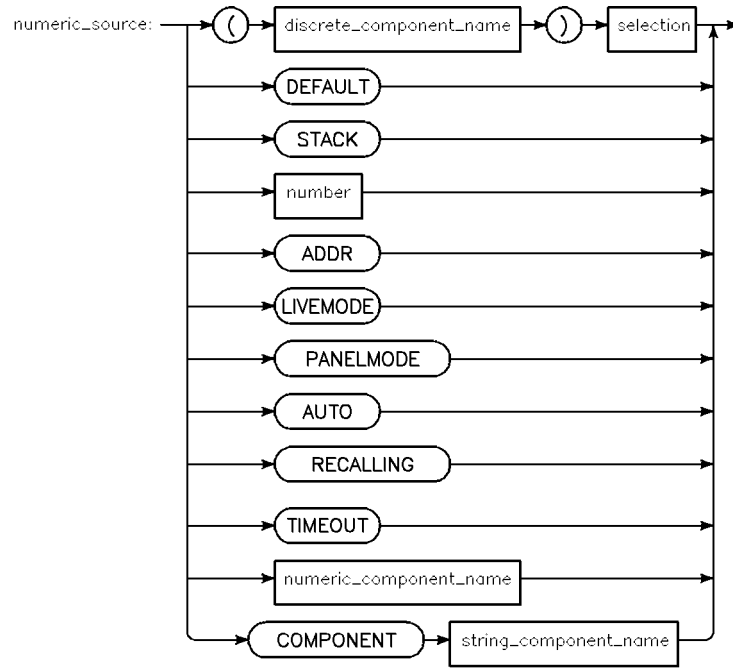 numeric_source: ( discrete_component_name ) selection
DEFAULT
STACK
number
ADDR
LIVEMODE
PANELMODE
AUTO
RECALLING
TIMEOUT
numeric_component_name
COMPONENT string_component_name